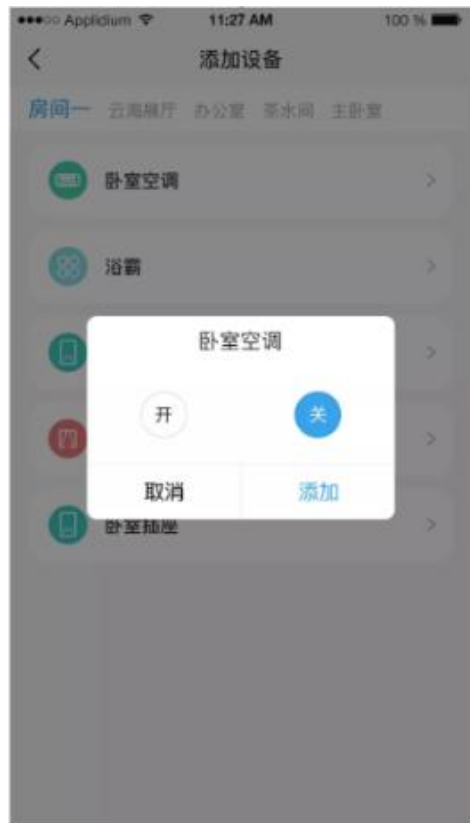 Applidium 11:27 AM 100 %
添加设备
房间一 云海展厅 办公室 茶水间 主卧室
卧室空调
浴霸
卧室空调
开 关
取消 添加
卧室插座